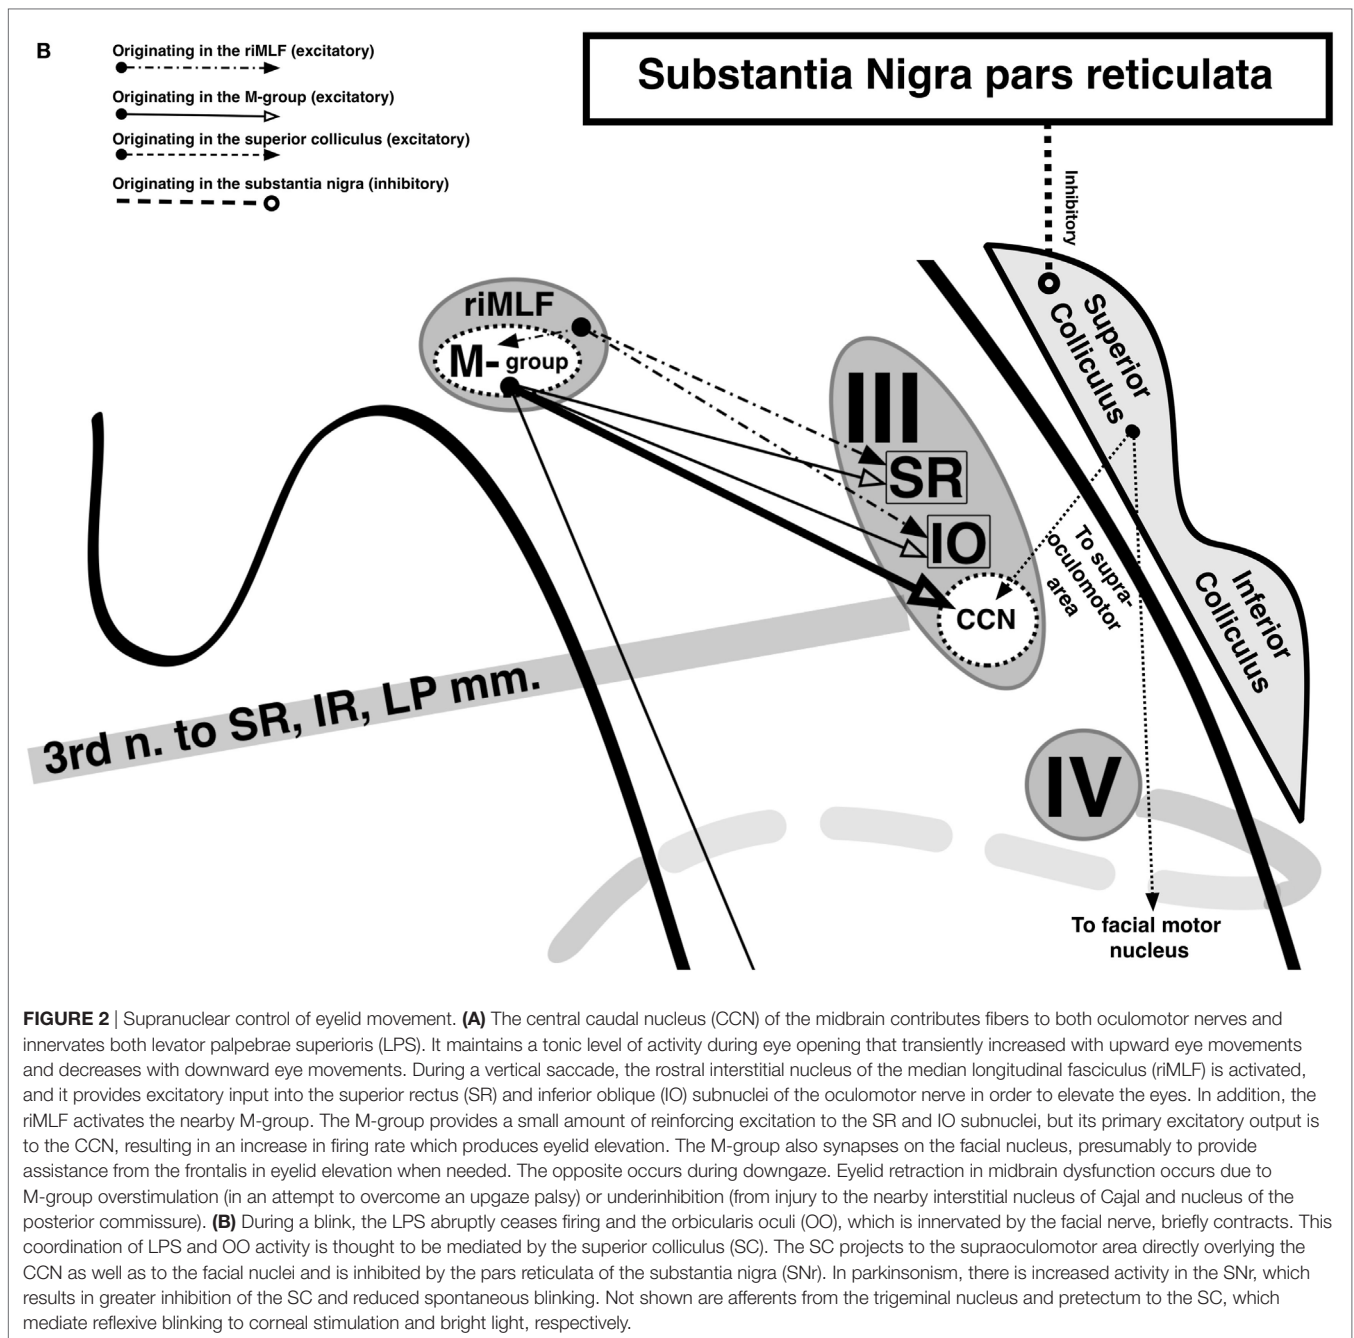 B
Originating in the riMLF (excitatory)
Originating in the M-group (excitatory)
Originating in the superior colliculus (excitatory)
Originating in the substantia nigra (inhibitory)
Substantia Nigra pars reticulata
Inhibitory
riMLF
M- group
III
SR
IO
CCN
Superior
Colliculus
To supra-
oculomotor
area
Inferior
Colliculus
3rd n. to SR, IR, LP mm.
IV
To facial motor
nucleus
FIGURE 2 | Supranuclear control of eyelid movement. (A) The central caudal nucleus (CCN) of the midbrain contributes fibers to both oculomotor nerves and
innervates both levator palpebrae superioris (LPS). It maintains a tonic level of activity during eye opening that transiently increased with upward eye movements
and decreases with downward eye movements. During a vertical saccade, the rostral interstitial nucleus of the median longitudinal fasciculus (riMLF) is activated,
and it provides excitatory input into the superior rectus (SR) and inferior oblique (IO) subnuclei of the oculomotor nerve in order to elevate the eyes. In addition, the
riMLF activates the nearby M-group. The M-group provides a small amount of reinforcing excitation to the SR and IO subnuclei, but its primary excitatory output is
to the CCN, resulting in an increase in firing rate which produces eyelid elevation. The M-group also synapses on the facial nucleus, presumably to provide
assistance from the frontalis in eyelid elevation when needed. The opposite occurs during downgaze. Eyelid retraction in midbrain dysfunction occurs due to
M-group overstimulation (in an attempt to overcome an upgaze palsy) or underinhibition (from injury to the nearby interstitial nucleus of Cajal and nucleus of the
posterior commissure). (B) During a blink, the LPS abruptly ceases firing and the orbicularis oculi (OO), which is innervated by the facial nerve, briefly contracts. This
coordination of LPS and OO activity is thought to be mediated by the superior colliculus (SC). The SC projects to the supraoculomotor area directly overlying the
CCN as well as to the facial nuclei and is inhibited by the pars reticulata of the substantia nigra (SNr). In parkinsonism, there is increased activity in the SNr, which
results in greater inhibition of the SC and reduced spontaneous blinking. Not shown are afferents from the trigeminal nucleus and pretectum to the SC, which
mediate reflexive blinking to corneal stimulation and bright light, respectively.